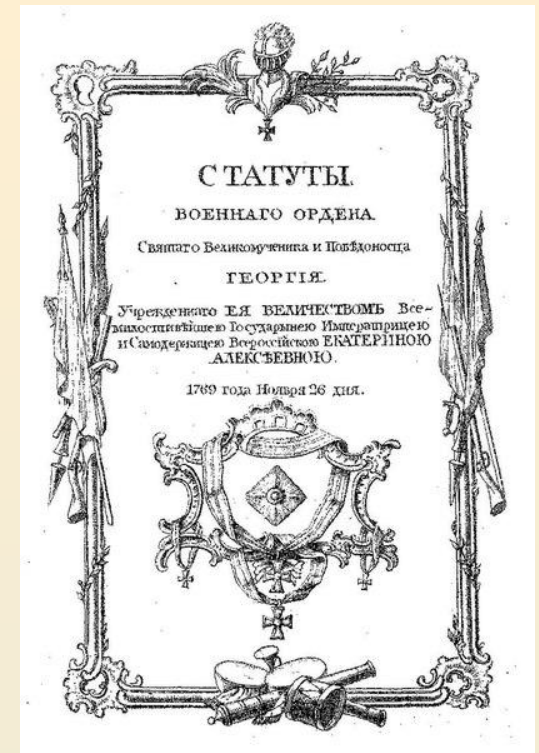 СТАТУТЫ.
ВОЕННАГО ОРДЕНА.
Святаго Великомученика и Побѣдоносца
ГЕОРГІЯ.
Учрежденнаго ЕЯ ВЕЛИЧЕСТВОМЪ Все-
милостивѣйшею Государынею Императрицею
и Самодержицею Всероссійскою ЕКАТЕРИНОЮ
АЛЕКСѢЕВНОЮ.
1769 года Ноября 26 дня.